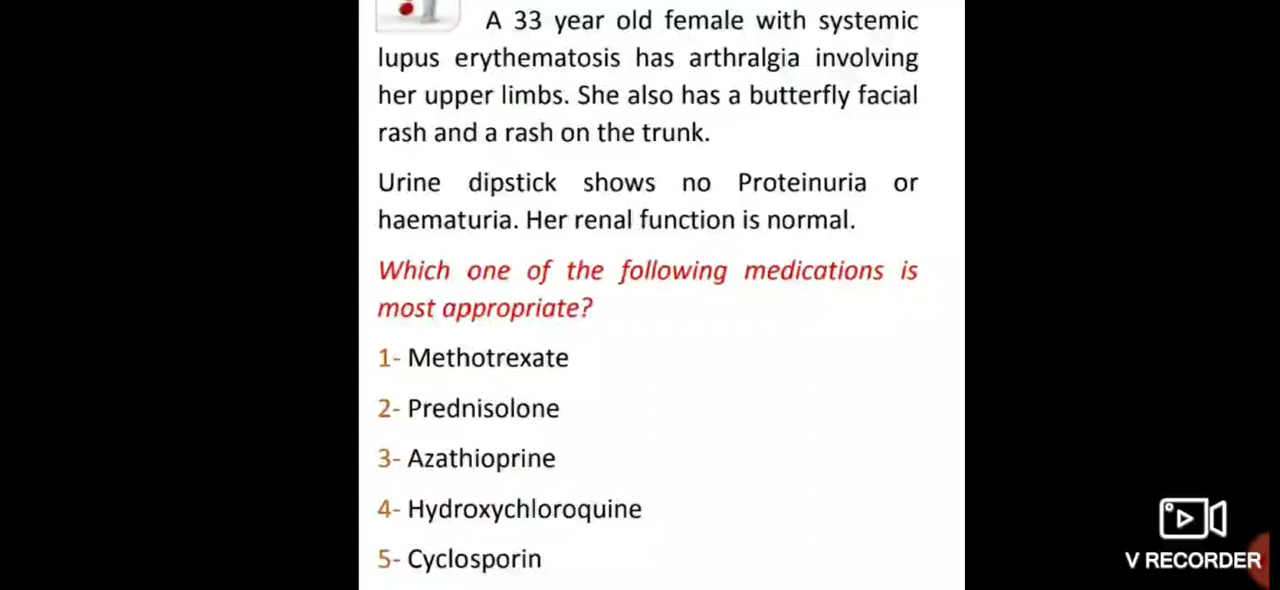 A 33 year old female with systemic
lupus erythematosis has arthralgia involving
her upper limbs. She also has a butterfly facial
rash and a rash on the trunk.
Urine dipstick shows no Proteinuria or
haematuria. Her renal function is normal.
Which one of the following medications is
most appropriate?
1- Methotrexate
2- Prednisolone
3- Azathioprine
4- Hydroxychloroquine
5- Cyclosporin
V RECORDER